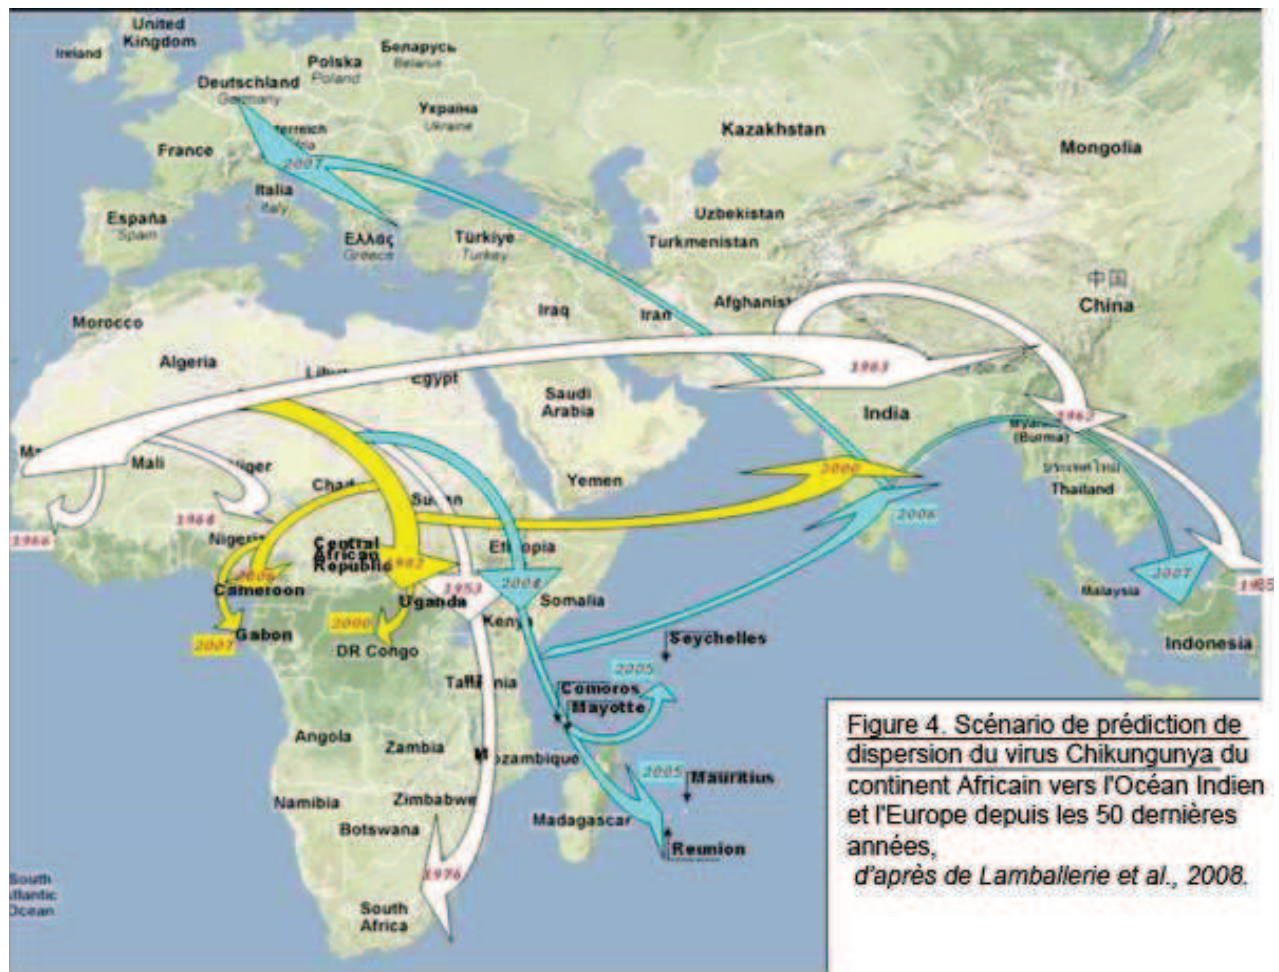 United
Kingdom
Ireland
Беларусь
Belarus
Polska
Poland
Deutschland
Germany
Україна
Ukraine
France
2007
Kazakhstan
Mongolia
Italia
Italy
España
Spain
Ελλάς
Greece
Türkiye
Turkey
Uzbekistan
Turkmenistan
中国
China
Iraq
Iran
Morocco
Algeria
Egypt
Saudi
Arabia
1963
India
1962
(Burma)
Mali
Niger
Chad
Yemen
2000
Thailand
1966
1964
Nigeria
Central
African
Republic
1982
Ethiopia
2006
2006
Cameroon
1953
2004
Uganda
Somalia
2007
Malaysia
2007
Gabon
2000
DR Congo
Kenya
Seychelles
Indonesia
2005
Comoros
Mayotte
Angola
Zambia
Mozambique
2005
Mauritius
Namibia
Zimbabwe
Botswana
Madagascar
Reunion
1976
South
Africa
South
Atlantic
Ocean
Figure 4. Scénario de prédiction de
dispersion du virus Chikungunya du
continent Africain vers l'Océan Indien
et l'Europe depuis les 50 dernières
années,
d'après de Lamballerie et al., 2008.